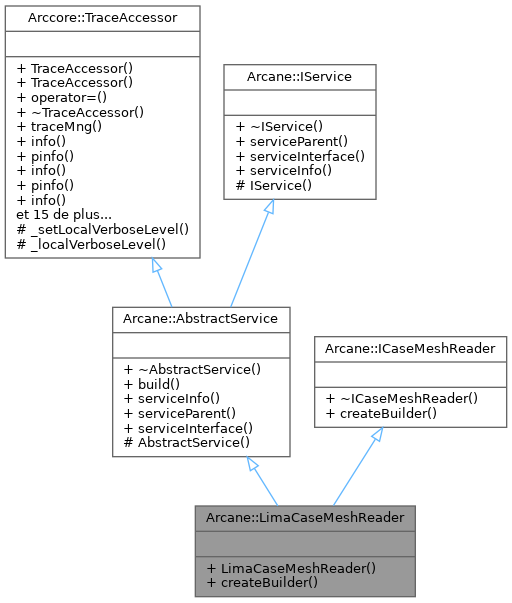 Arccore::TraceAccessor
+ TraceAccessor()
+ TraceAccessor()
+ operator=()
+ ~TraceAccessor()
+ traceMng()
+ info()
+ pinfo()
+ info()
+ pinfo()
+ info()
et 15 de plus...
# _setLocalVerboseLevel()
# _localVerboseLevel()
Arcane::IService
+ ~IService()
+ serviceParent()
+ serviceInterface()
+ serviceInfo()
# IService()
Arcane::AbstractService
+ ~AbstractService()
+ build()
+ serviceInfo()
+ serviceParent()
+ serviceInterface()
# AbstractService()
Arcane::ICaseMeshReader
+ ~ICaseMeshReader()
+ createBuilder()
Arcane::LimaCaseMeshReader
+ LimaCaseMeshReader()
+ createBuilder()